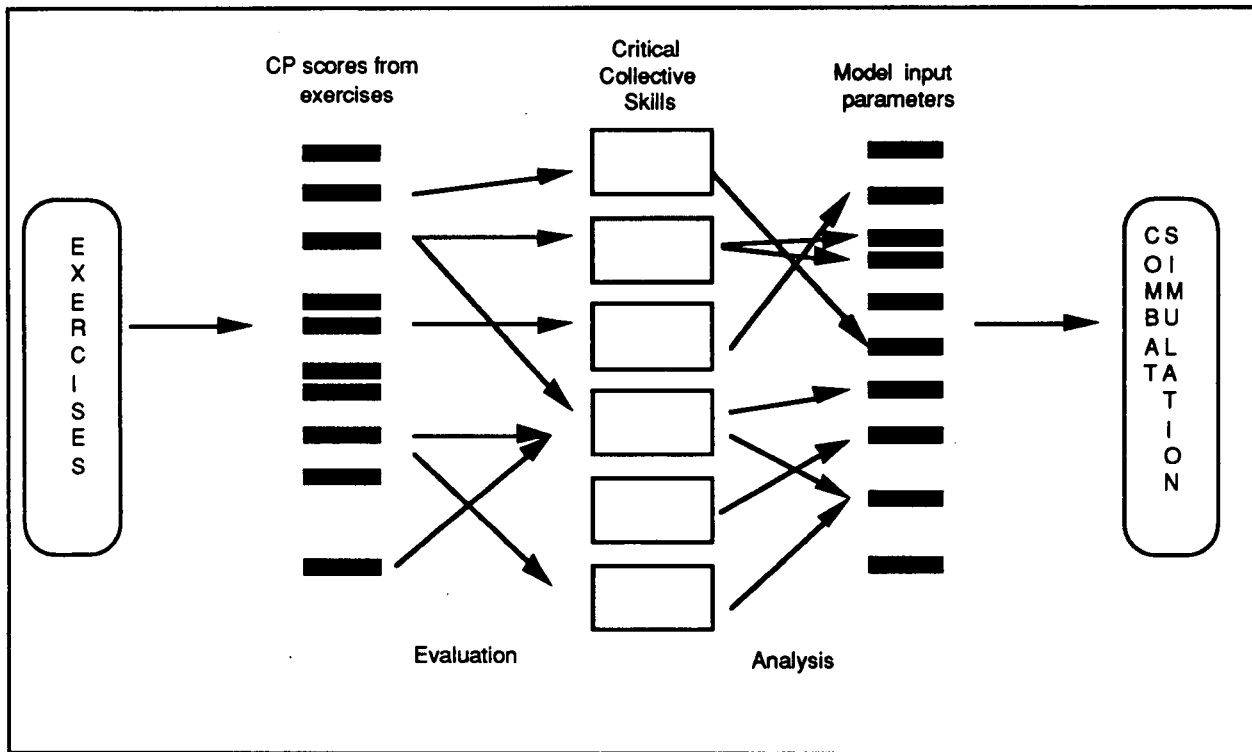 CP scores from
exercises
Critical
Collective
Skills
Model input
parameters
EXERCISES
COMBAT
SIMULATION
Evaluation
Analysis